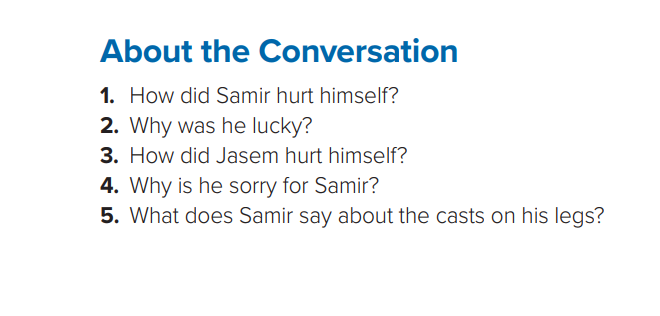 About the Conversation
1. How did Samir hurt himself?
2. Why was he lucky?
3. How did Jasem hurt himself?
4. Why is he sorry for Samir?
5. What does Samir say about the casts on his legs?